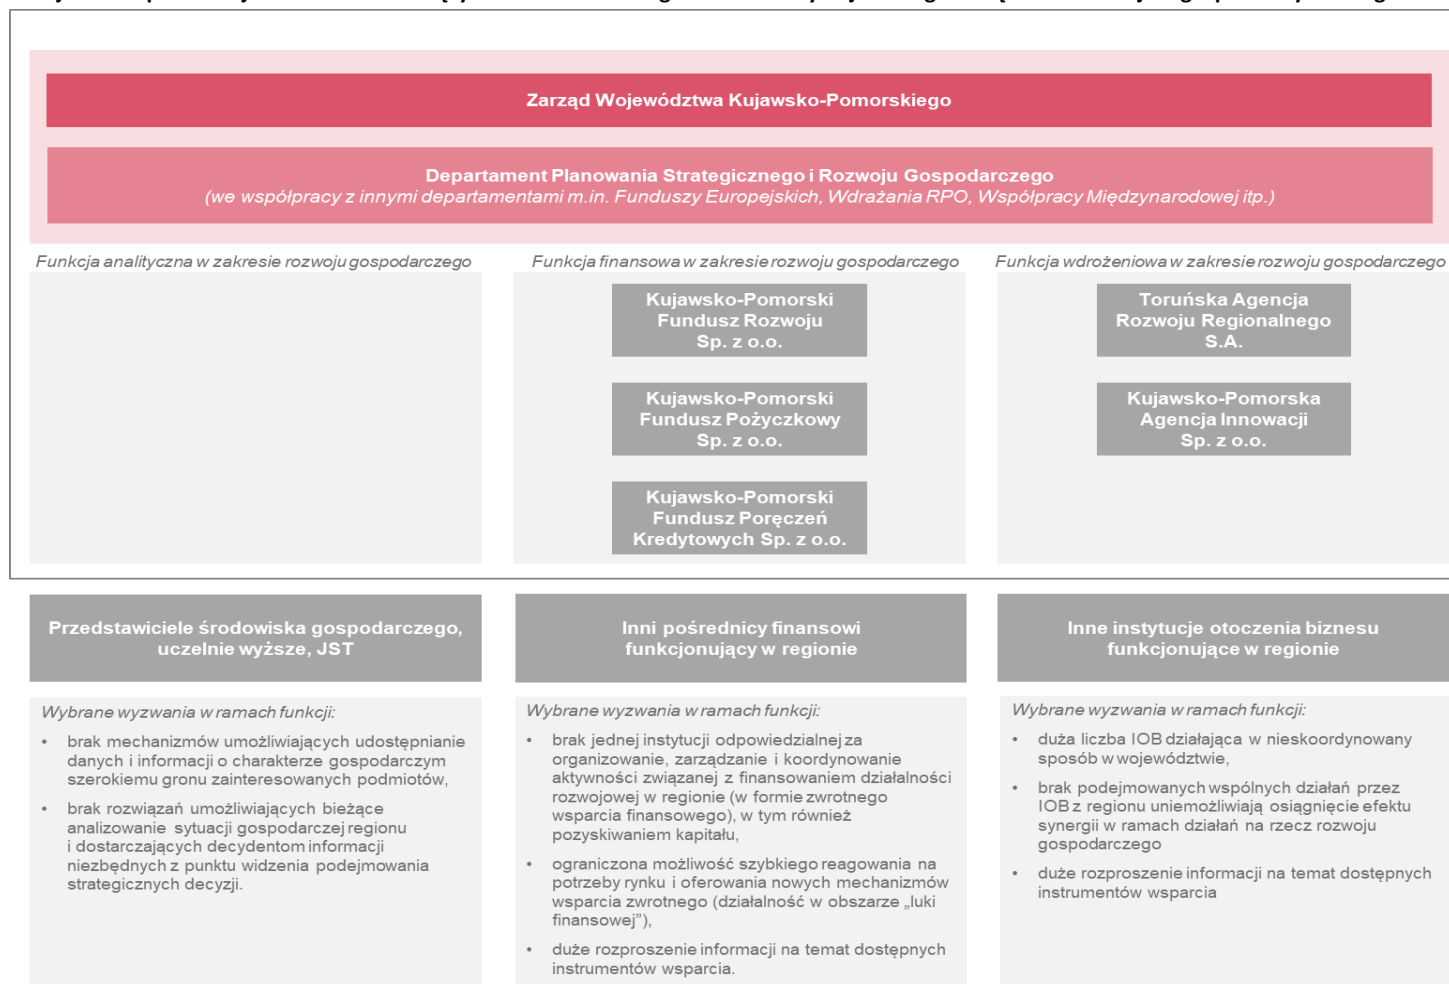 Zarząd Województwa Kujawsko-Pomorskiego
Departament Planowania Strategicznego i Rozwoju Gospodarczego
(we współpracy z innymi departamentami m.in. Funduszy Europejskich, Wdrażania RPO, Współpracy Międzynarodowej itp.)
Funkcja analityczna w zakresie rozwoju gospodarczego
Funkcja finansowa w zakresie rozwoju gospodarczego
Kujawsko-Pomorski
Fundusz Rozwoju
Sp. z o.o.
Kujawsko-Pomorski
Fundusz Pożyczkowy
Sp. z o.o.
Kujawsko-Pomorski
Fundusz Poręczeń
Kredytowych Sp. z o.o.
Funkcja wdrożeniowa w zakresie rozwoju gospodarczego
Toruńska Agencja
Rozwoju Regionalnego
S.A.
Kujawsko-Pomorska
Agencja Innowacji
Sp. z o.o.
Przedstawiciele środowiska gospodarczego,
uczelnie wyższe, JST
Wybrane wyzwania w ramach funkcji:
• brak mechanizmów umożliwiających udostępnianie
danych i informacji o charakterze gospodarczym
szerokiemu gronu zainteresowanych podmiotów,
• brak rozwiązań umożliwiających bieżące
analizowanie sytuacji gospodarczej regionu
i dostarczających decydentom informacji
niezbędnych z punktu widzenia podejmowania
strategicznych decyzji.
Inni pośrednicy finansowi
funkcjonujący w regionie
Wybrane wyzwania w ramach funkcji:
• brak jednej instytucji odpowiedzialnej za
organizowanie, zarządzanie i koordynowanie
aktywności związanej z finansowaniem działalności
rozwojowej w regionie (w formie zwrotnego
wsparcia finansowego), w tym również
pozyskiwaniem kapitału,
• ograniczona możliwość szybkiego reagowania na
potrzeby rynku i oferowania nowych mechanizmów
wsparcia zwrotnego (działalność w obszarze „luki
finansowej”),
• duże rozproszenie informacji na temat dostępnych
instrumentów wsparcia.
Inne instytucje otoczenia biznesu
funkcjonujące w regionie
Wybrane wyzwania w ramach funkcji:
• duża liczba IOB działająca w nieskoordynowany
sposób w województwie,
• brak podejmowanych wspólnych działań przez
IOB z regionu uniemożliwiają osiągnięcie efektu
synergii w ramach działań na rzecz rozwoju
gospodarczego
• duże rozproszenie informacji na temat dostępnych
instrumentów wsparcia